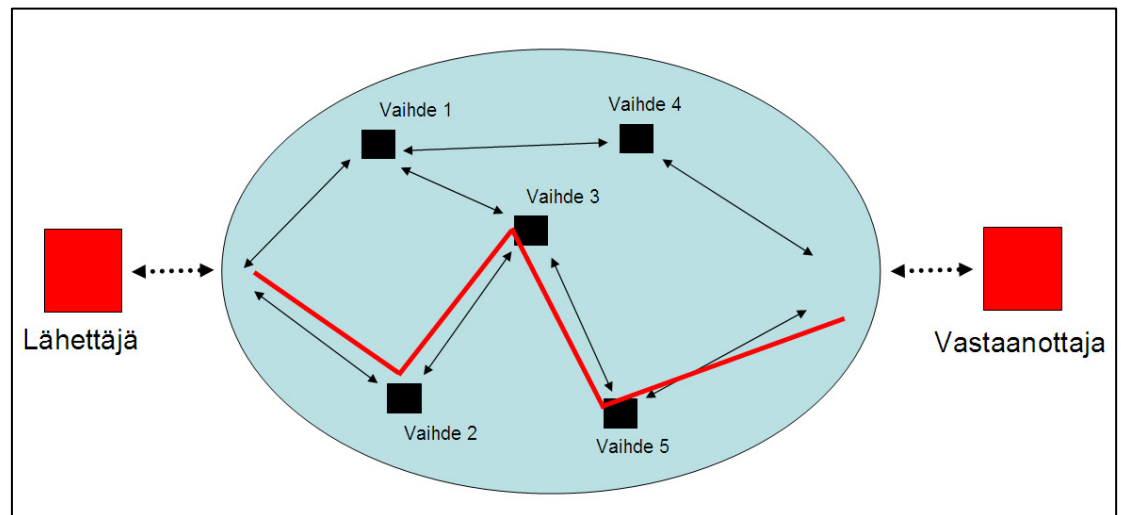 Vaihde 1
Vaihde 4
Vaihde 3
Lähettäjä
Vastaanottaja
Vaihde 2
Vaihde 5